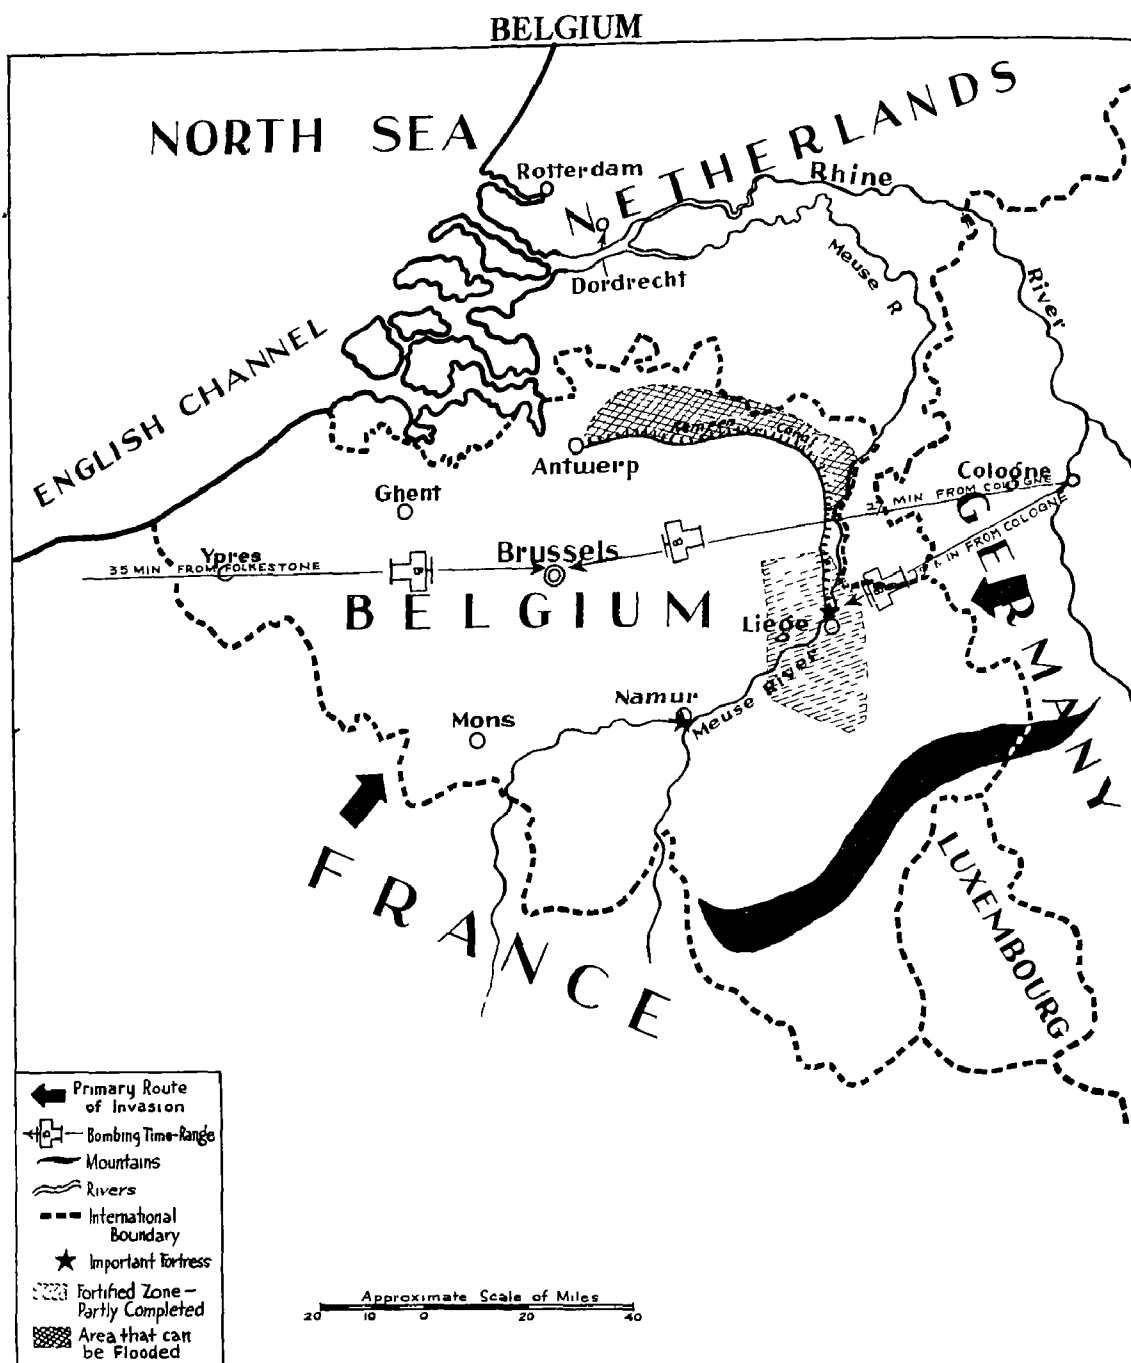 BELGIUM
NORTH SEA
NETHERLANDS
Rotterdam
Rhine
River
Dordrecht
Meuse R
ENGLISH CHANNEL
Kempen Canal
Antwerp
Ghent
Cologne
27 MIN FROM COLOGNE
MIN FROM COLOGNE
Ypres
35 MIN FROM FOLKESTONE
Brussels
B
B
B
BELGIUM
GERMANY
Liege
Meuse River
Namur
Mons
FRANCE
LUXEMBOURG
Primary Route
of Invasion
B
Bombing Time-Range
Mountains
Rivers
International
Boundary
Important Fortress
Fortified Zone-
Partly Completed
Area that can
be Flooded
Approximate Scale of Miles
20 10 0 20 40